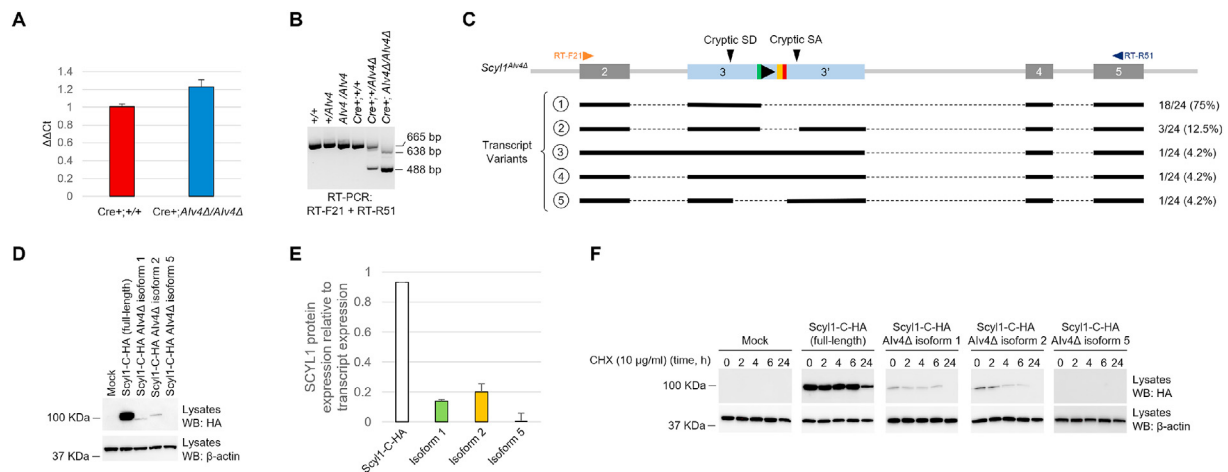 A
ΔΔCt
1.4
1.2
1
0.8
0.6
0.4
0.2
0
Cre+;+/+
Cre+;Alv4Δ/Alv4Δ
B
+/+
+/Alv4
Alv4/Alv4
Cre+;+/+
Cre+;+/Alv4Δ
Cre+; Alv4Δ/Alv4Δ
665 bp
638 bp
488 bp
RT-PCR:
RT-F21 + RT-R51
C
Cryptic SD
Cryptic SA
RT-F21
RT-R51
Scyl1Alv4Δ
2
3
3'
4
5
Transcript
Variants
1
18/24 (75%)
2
3/24 (12.5%)
3
1/24 (4.2%)
4
1/24 (4.2%)
5
1/24 (4.2%)
D
Mock
Scyl1-C-HA (full-length)
Scyl1-C-HA Alv4Δ isoform 1
Scyl1-C-HA Alv4Δ isoform 2
Scyl1-C-HA Alv4Δ isoform 5
100 KDa
Lysates
WB: HA
37 KDa
Lysates
WB: β-actin
E
SCYL1 protein
expression relative to
transcript expression
1
0.8
0.6
0.4
0.2
0
Scyl1-C-HA
Isoform 1
Isoform 2
Isoform 5
F
Mock
Scyl1-C-HA
(full-length)
Scyl1-C-HA
Alv4Δ isoform 1
Scyl1-C-HA
Alv4Δ isoform 2
Scyl1-C-HA
Alv4Δ isoform 5
CHX (10 µg/ml) (time, h)
0 2 4 6 24
0 2 4 6 24
0 2 4 6 24
0 2 4 6 24
0 2 4 6 24
100 KDa
Lysates
WB: HA
37 KDa
Lysates
WB: β-actin